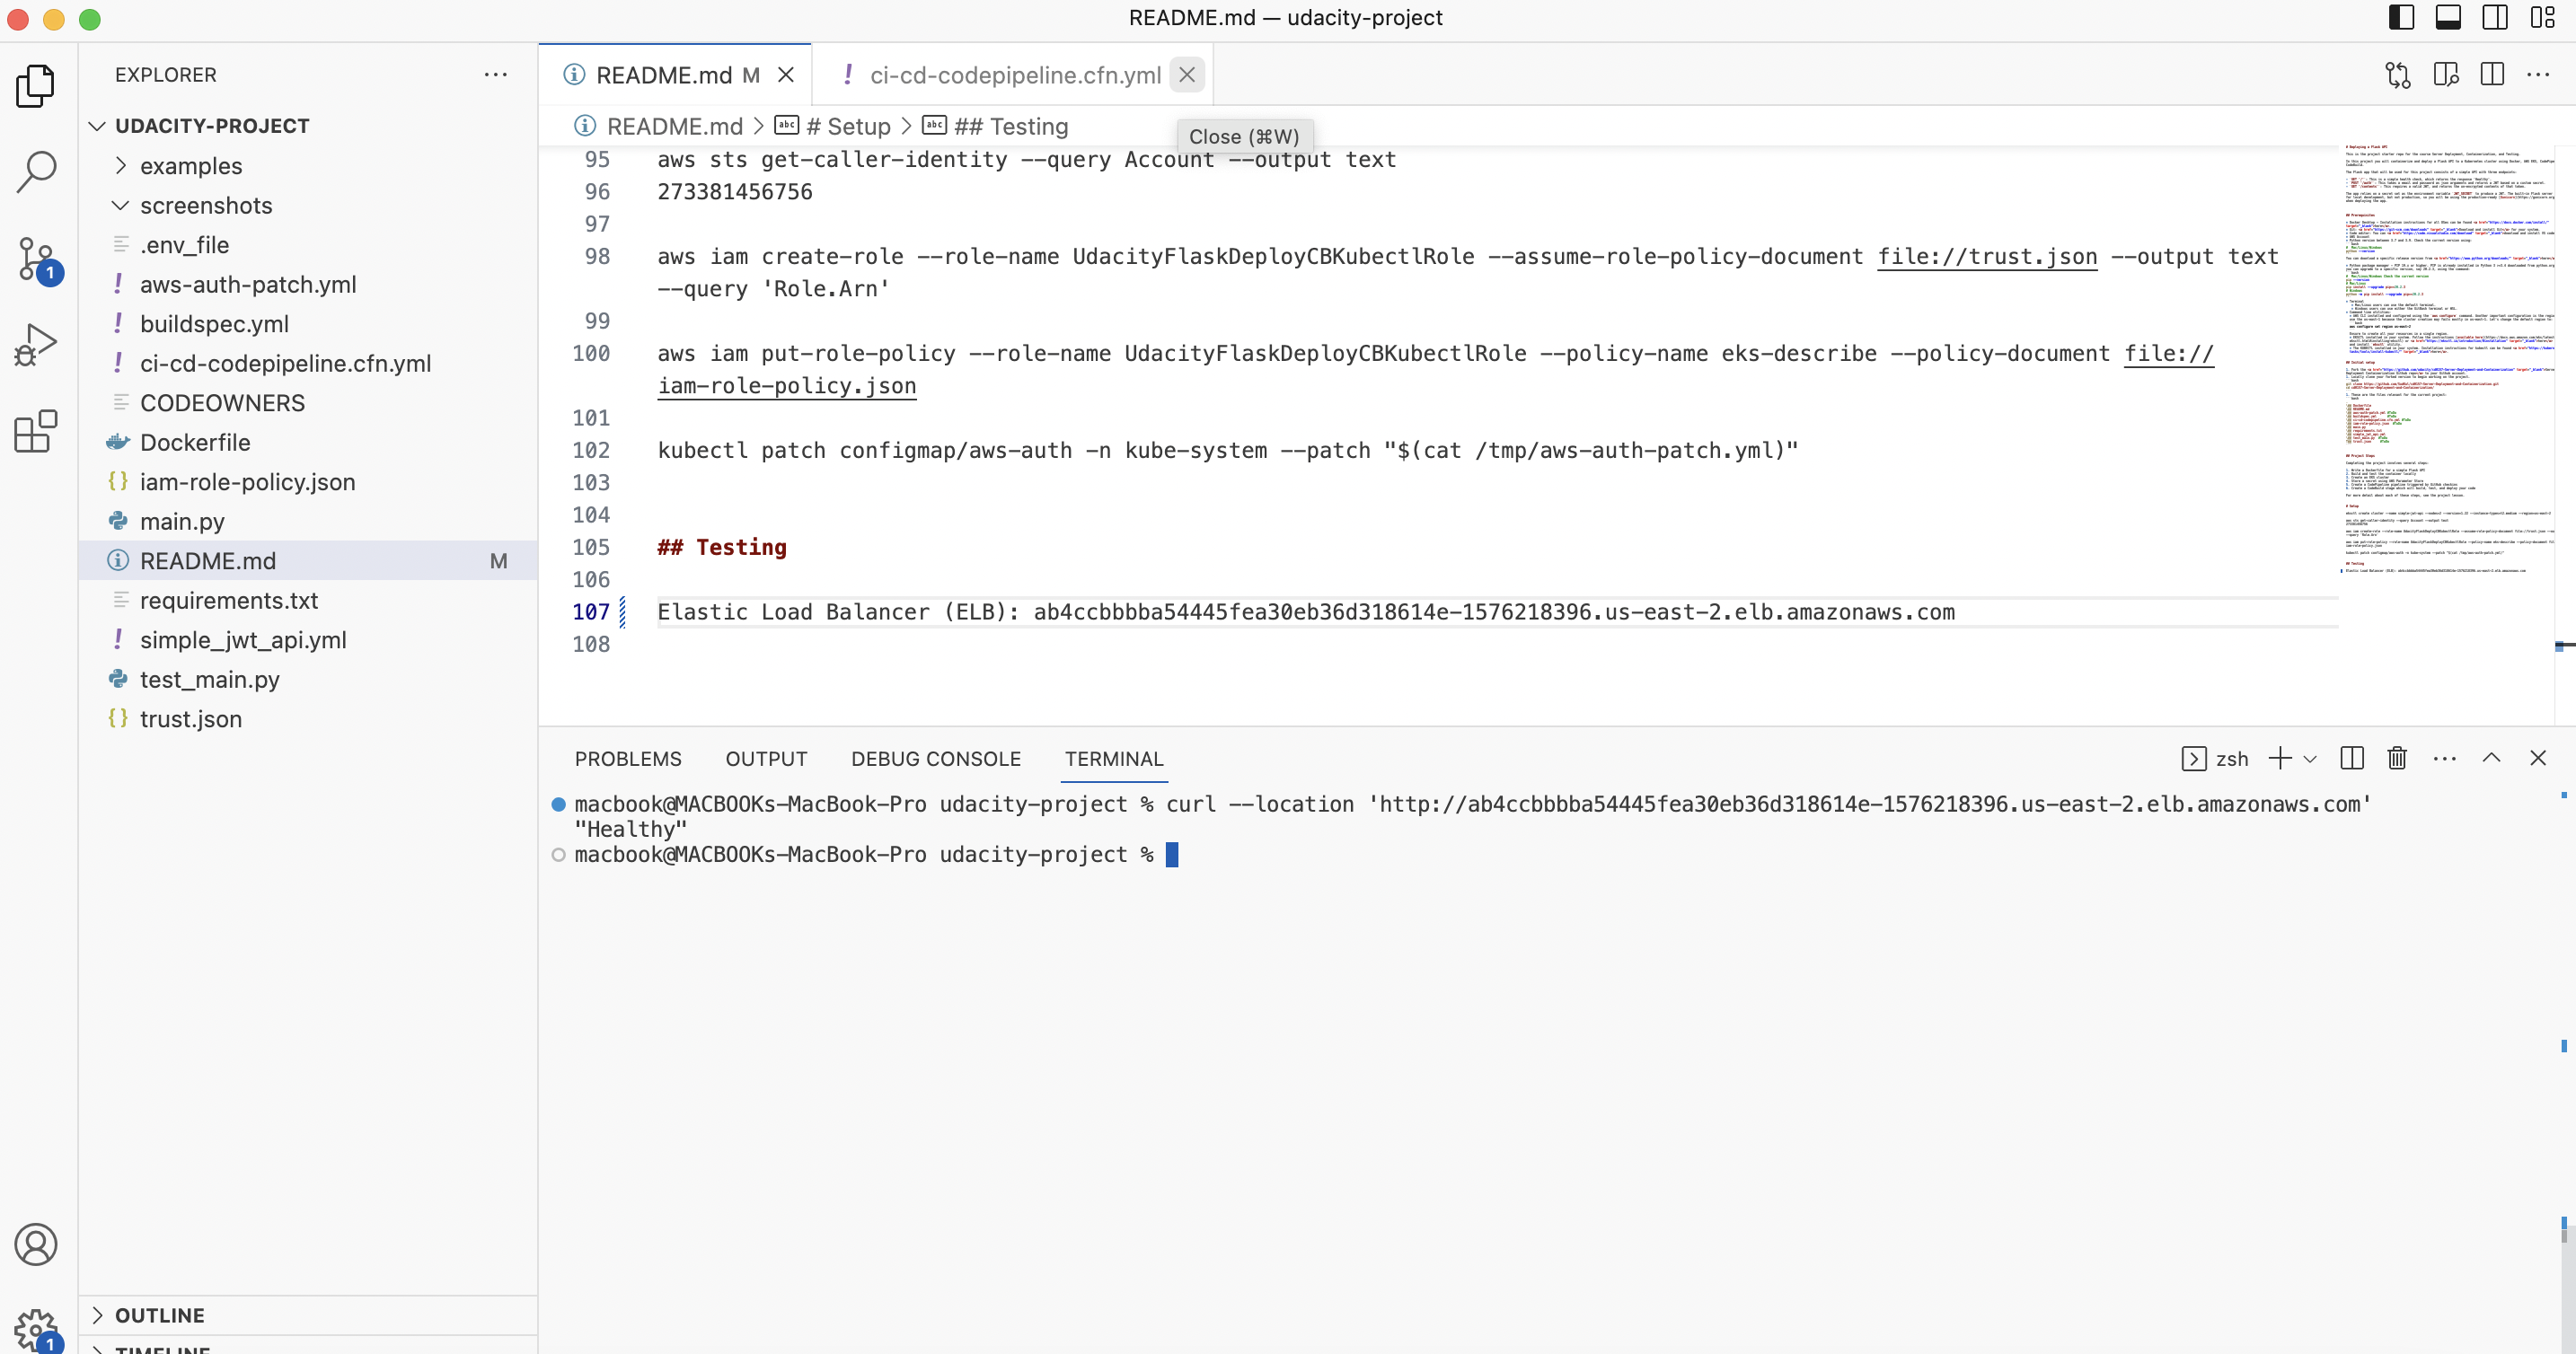 README.md — udacity-project
EXPLORER
README.md M
ci-cd-codepipeline.cfn.yml
UDACITY-PROJECT
README.md > # Setup > ## Testing
Close (⌘W)
examples
screenshots
.env_file
aws-auth-patch.yml
buildspec.yml
ci-cd-codepipeline.cfn.yml
CODEOWNERS
Dockerfile
iam-role-policy.json
main.py
README.md M
requirements.txt
simple_jwt_api.yml
test_main.py
trust.json
OUTLINE
TIMELINE
1
1
95 aws sts get-caller-identity --query Account --output text
96 273381456756
97
98 aws iam create-role --role-name UdacityFlaskDeployCBKubectlRole --assume-role-policy-document file://trust.json --output text
--query 'Role.Arn'
99
100 aws iam put-role-policy --role-name UdacityFlaskDeployCBKubectlRole --policy-name eks-describe --policy-document file://
iam-role-policy.json
101
102 kubectl patch configmap/aws-auth -n kube-system --patch "$(cat /tmp/aws-auth-patch.yml)"
103
104
105 ## Testing
106
107 Elastic Load Balancer (ELB): ab4ccbbbba54445fea30eb36d318614e-1576218396.us-east-2.elb.amazonaws.com
108
PROBLEMS OUTPUT DEBUG CONSOLE TERMINAL
zsh
macbook@MACBOOKs-MacBook-Pro udacity-project % curl --location 'http://ab4ccbbbba54445fea30eb36d318614e-1576218396.us-east-2.elb.amazonaws.com'
"Healthy"
macbook@MACBOOKs-MacBook-Pro udacity-project %